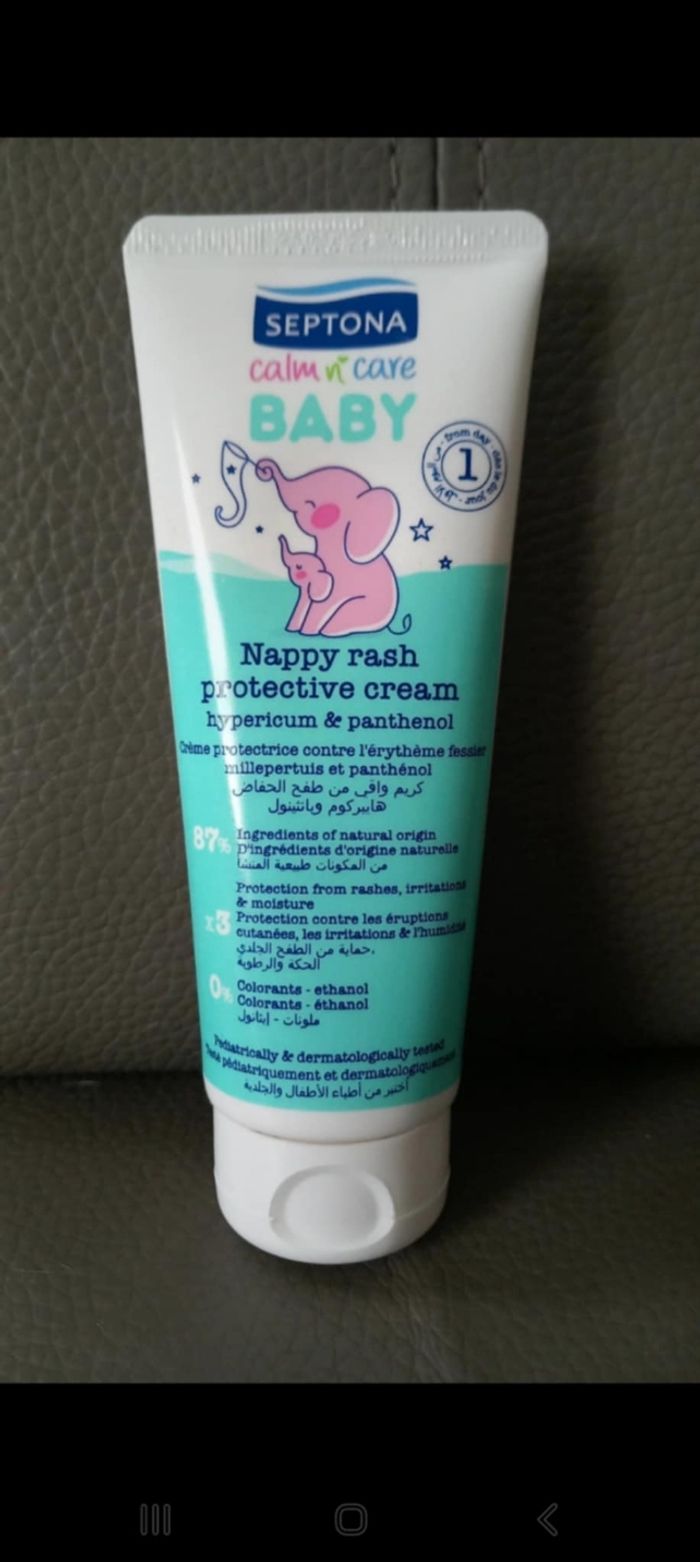 SEPTONA
calm n' care
BABY
from day
1
Nappy rash
protective cream
hypericum & panthenol
Crème protectrice contre l'érythème fessier
millepertuis et panthénol
كريم واقي من طفح الحفاض
هايبركوم وبانثينول
87% Ingredients of natural origin
D'ingrédients d'origine naturelle
من المكونات طبيعية المنشأ
Protection from rashes, irritations
& moisture
x3 Protection contre les éruptions
cutanées, les irritations & l'humidité
حماية من الطفح الجلدي،
الحكة والرطوبة
0% Colorants - ethanol
Colorants - éthanol
ملونات - إيثانول
Pediatrically & dermatologically tested
Testé pédiatriquement et dermatologiquement
أختبر من أطباء الأطفال والجلدية